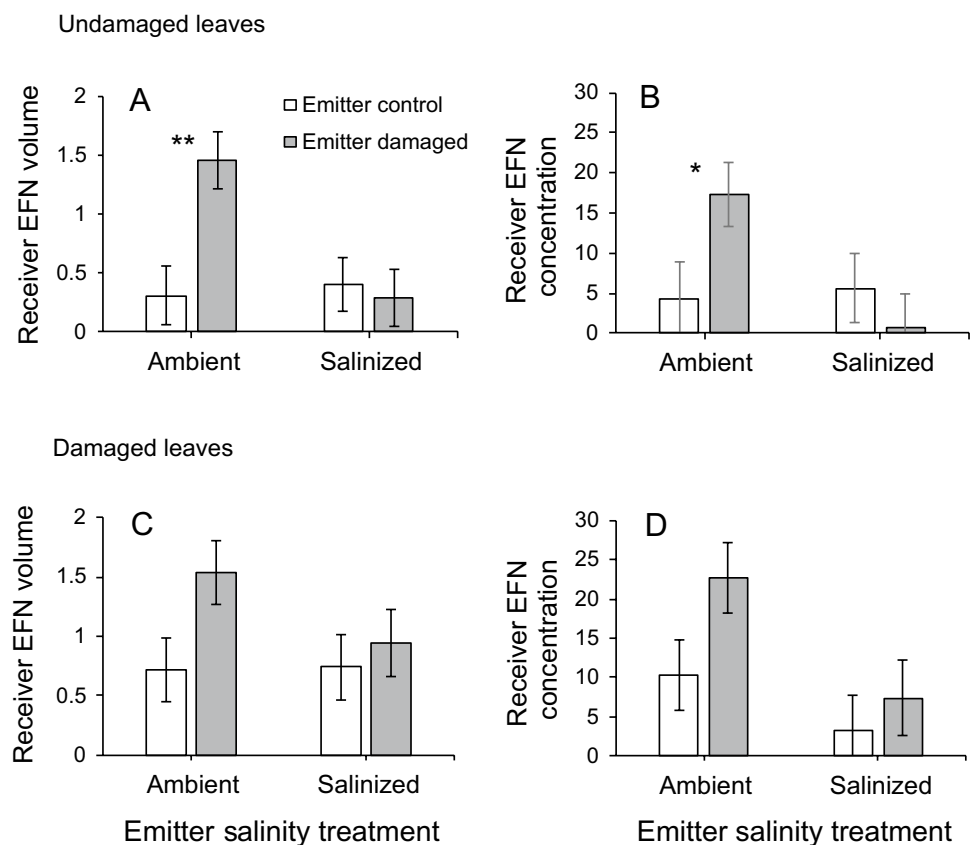 Undamaged leaves
A
Emitter control
Emitter damaged
**
Receiver EFN volume
2
1.5
1
0.5
0
Ambient
Salinized
B
*
Receiver EFN
concentration
30
25
20
15
10
5
0
Ambient
Salinized
Damaged leaves
C
Receiver EFN volume
2
1.5
1
0.5
0
Ambient
Salinized
Emitter salinity treatment
D
Receiver EFN
concentration
30
25
20
15
10
5
0
Ambient
Salinized
Emitter salinity treatment